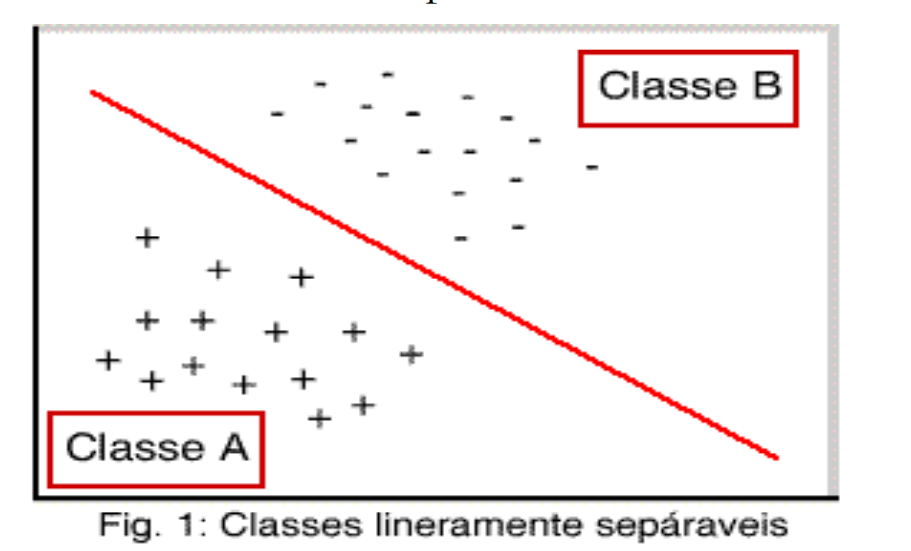 Classe B
Classe A
Fig. 1: Classes lineramente sepáraveis